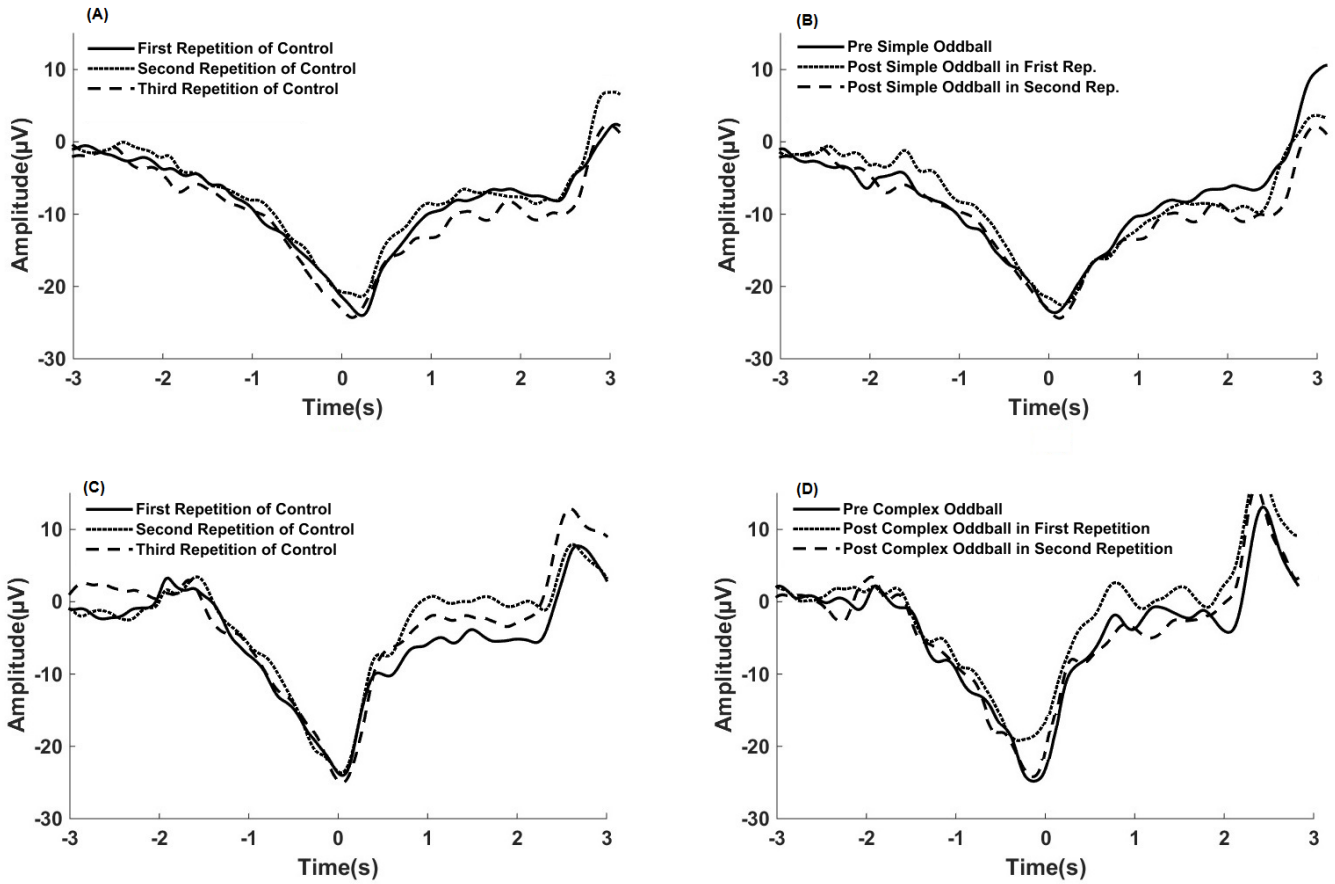 (A)
First Repetition of Control
Second Repetition of Control
Third Repetition of Control
10
0
-10
-20
-30
Amplitude(µV)
-3
-2
-1
0
1
2
3
Time(s)
(B)
Pre Simple Oddball
Post Simple Oddball in Frist Rep.
Post Simple Oddball in Second Rep.
10
0
-10
-20
-30
Amplitude(µV)
-3
-2
-1
0
1
2
3
Time(s)
(C)
First Repetition of Control
Second Repetition of Control
Third Repetition of Control
10
0
-10
-20
-30
Amplitude(µV)
-3
-2
-1
0
1
2
3
Time(s)
(D)
Pre Complex Oddball
Post Complex Oddball in First Repetition
Post Complex Oddball in Second Repetition
10
0
-10
-20
-30
Amplitude(µV)
-3
-2
-1
0
1
2
3
Time(s)